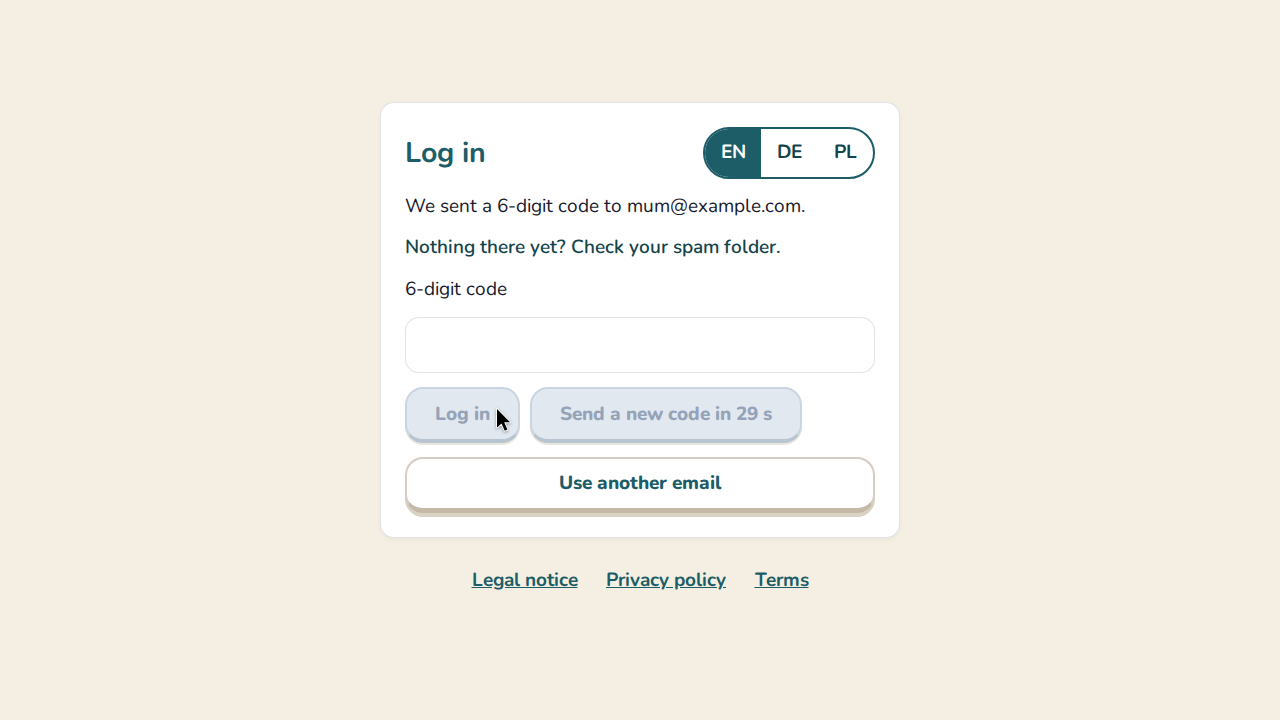 Log in
EN DE PL
We sent a 6-digit code to mum@example.com.
Nothing there yet? Check your spam folder.
6-digit code
Log in
Send a new code in 29 s
Use another email
Legal notice Privacy policy Terms